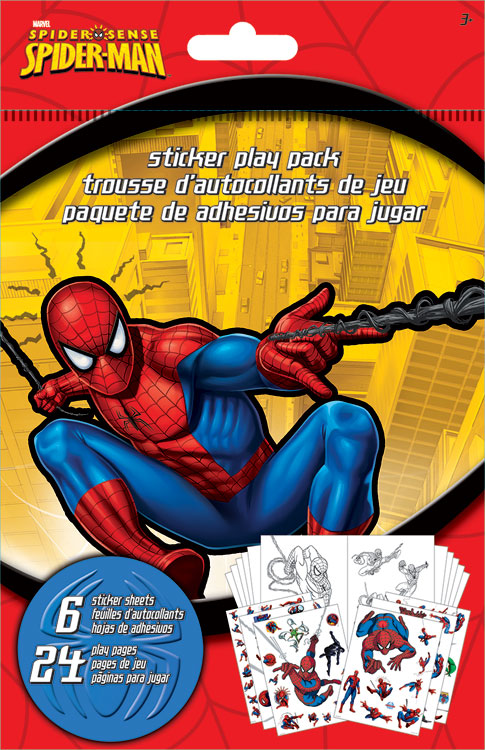 MARVEL
SPIDER SENSE
SPIDER-MAN
3+
sticker play pack
trousse d'autocollants de jeu
paquete de adhesivos para jugar
6 sticker sheets
feuilles d'autocollants
hojas de adhesivos
24 play pages
pages de jeu
páginas para jugar